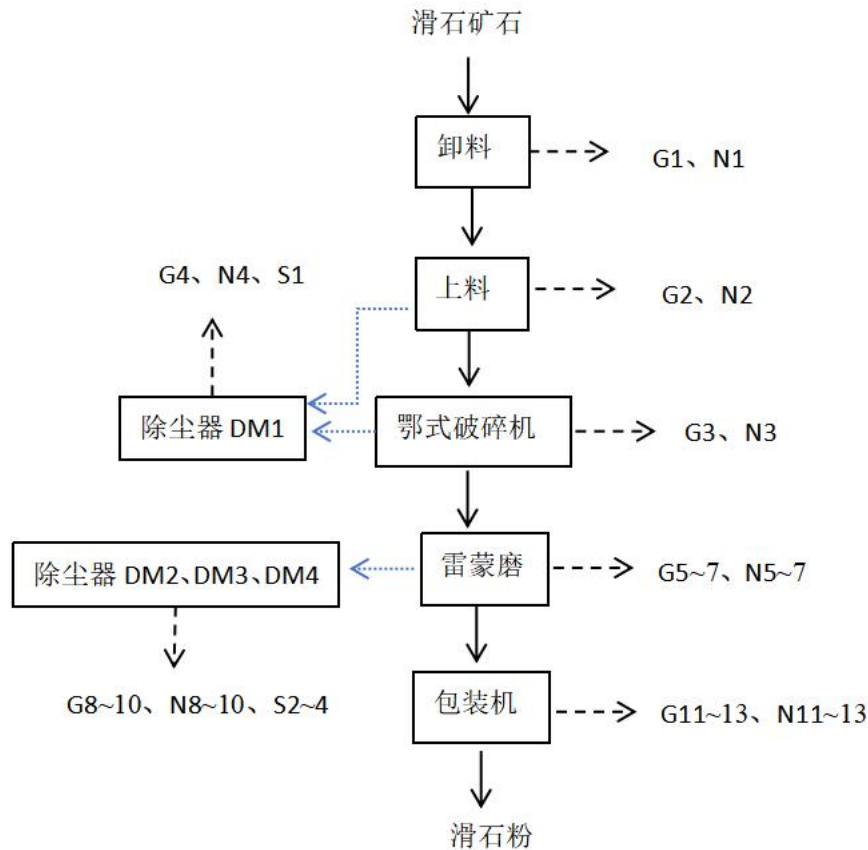 滑石矿石
卸料
G1、N1
G4、N4、S1
上料
G2、N2
除尘器 DM1
鄂式破碎机
G3、N3
除尘器 DM2、DM3、DM4
雷蒙磨
G5~7、N5~7
G8~10、N8~10、S2~4
包装机
G11~13、N11~13
滑石粉